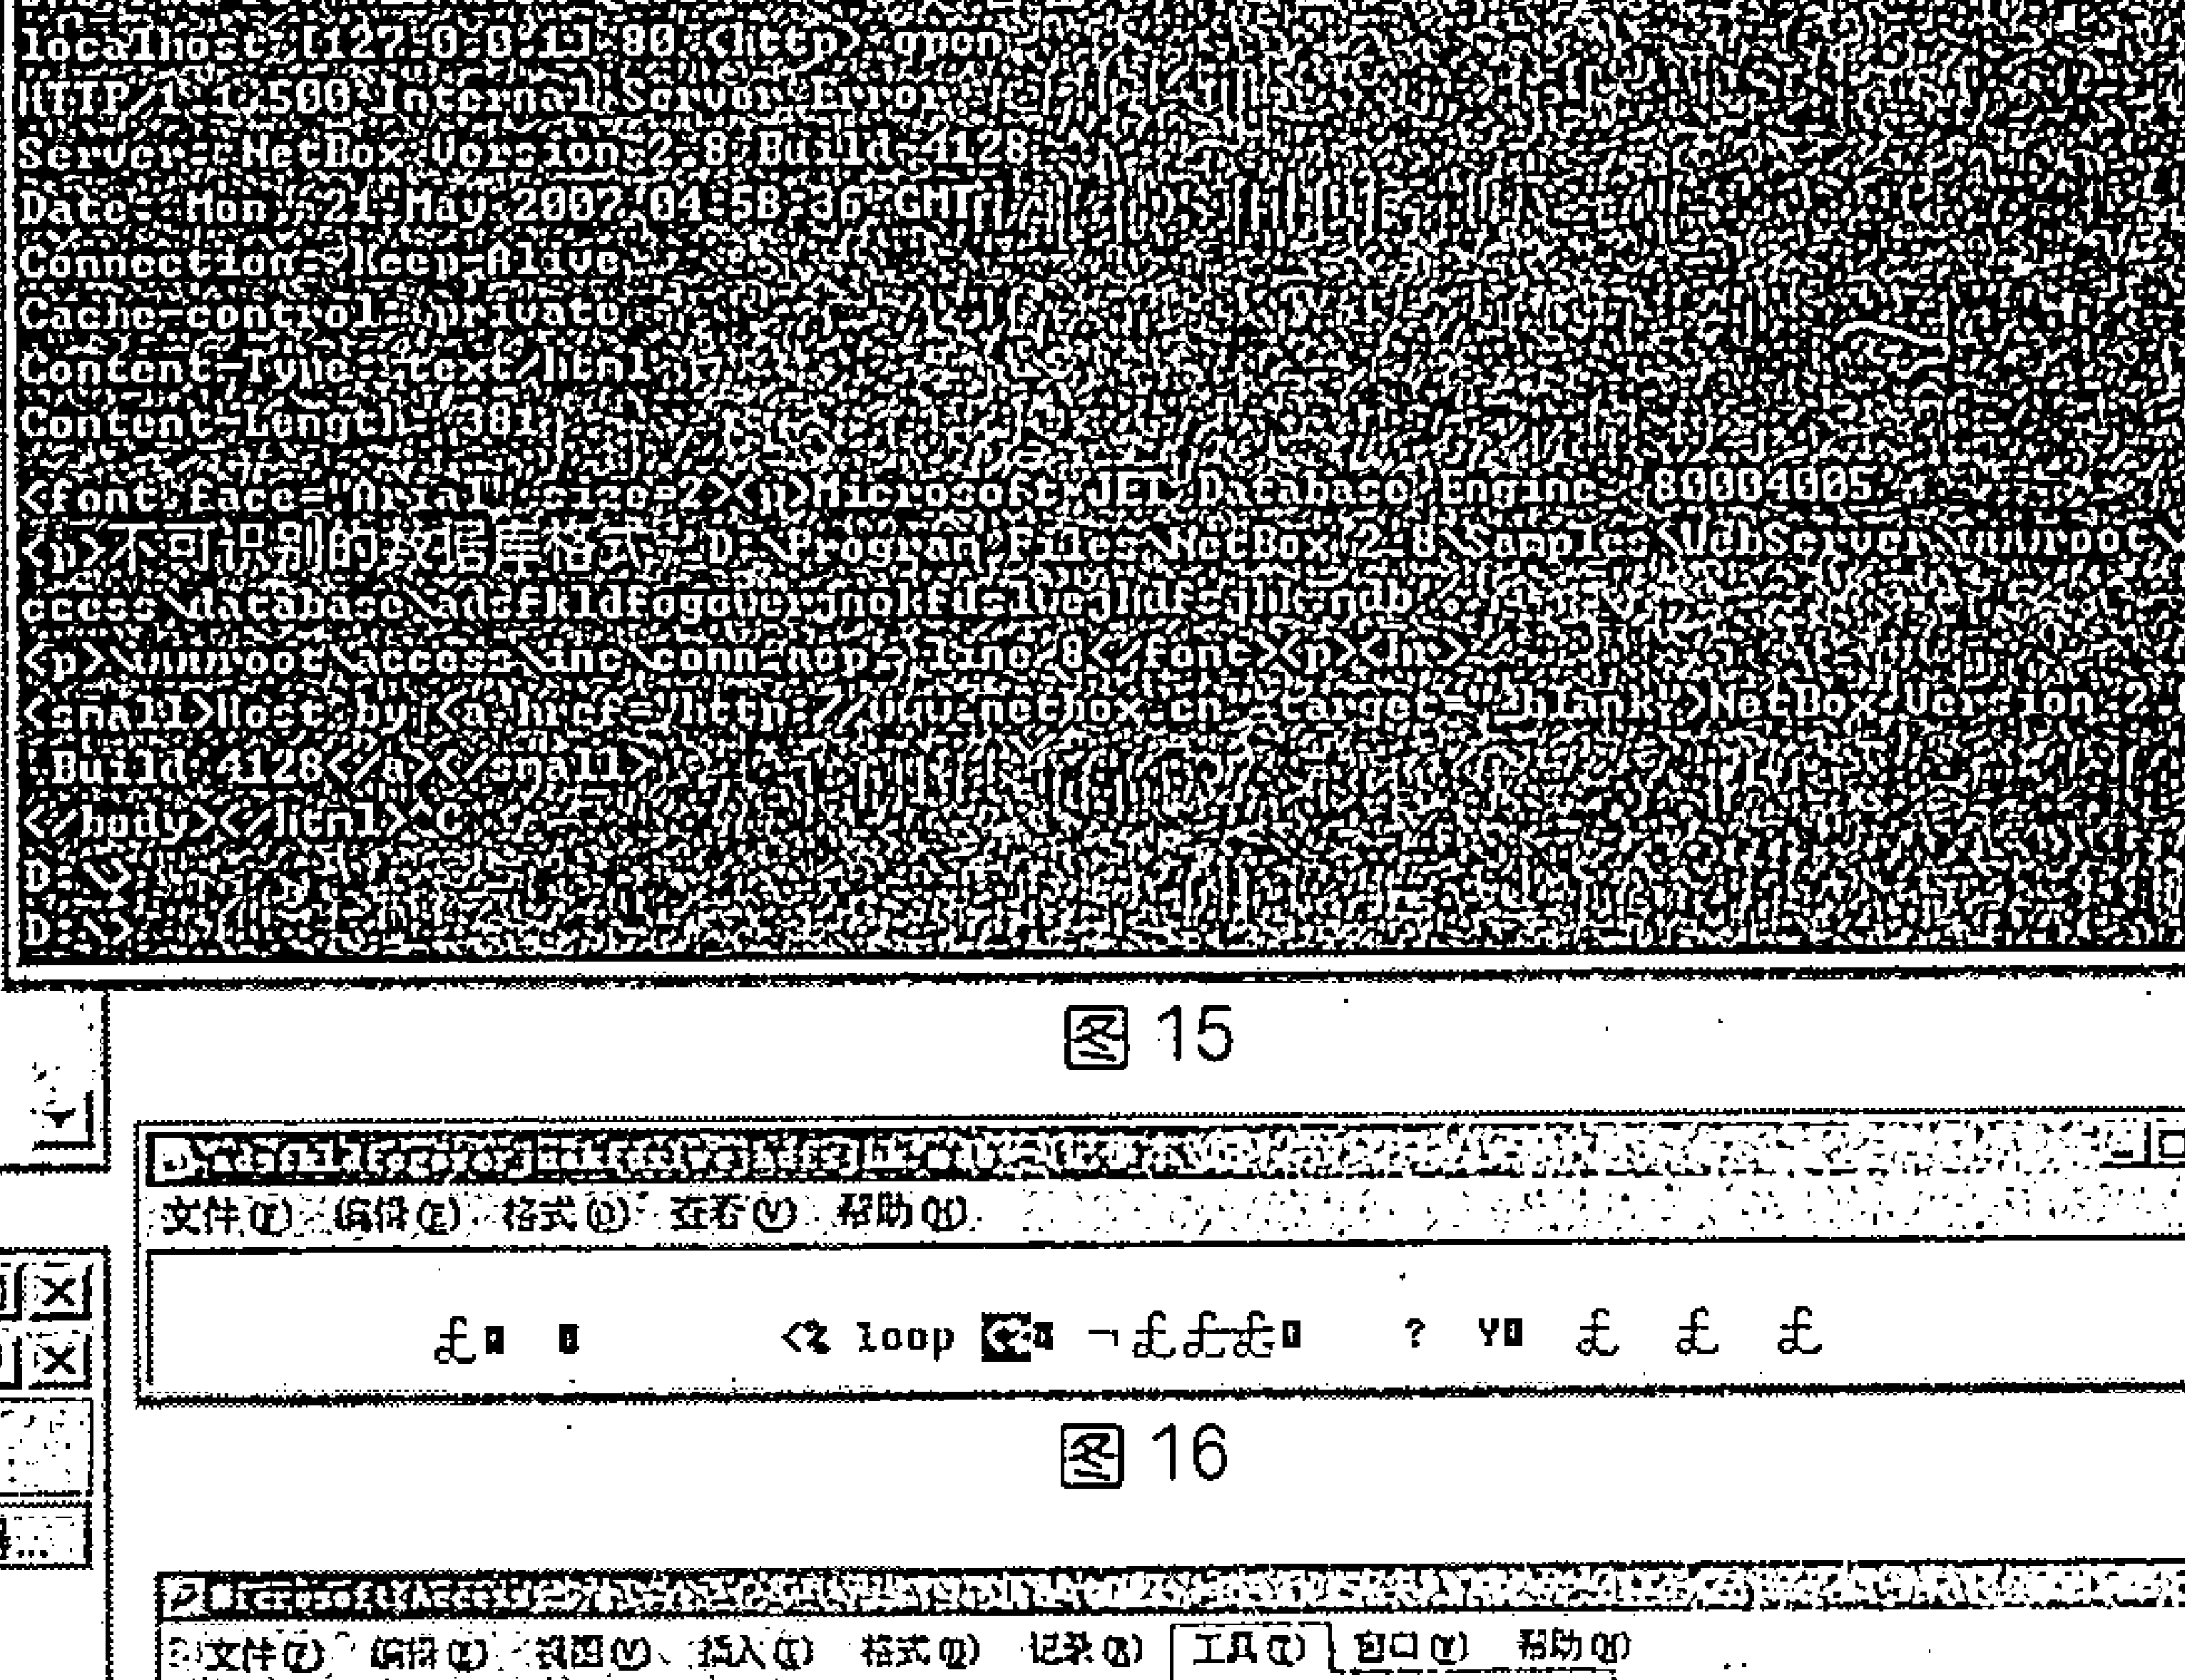 localhost [127.0.0.1] 80 <http> open
HTTP/1.1 500 Internal Server Error
Server: NetBox Version 2.8 Build 4128
Date: Mon, 21 May 2007 04:58:36 GMT
Connection: Keep-Alive
Cache-control: private
Content-Type: text/html
Content-Length: 381
<font face="Arial" size=2><p>Microsoft JET Database Engine 80004005
<p>不可识别的数据库格式 D:\Program Files\NetBox 2.8\Samples\WebServer\wwwroot\
ccess\database\
<p>\wwwroot\access\inc\conn.asp, line 8</font><p><hr>
<small>Host by <a href="http://www.netbox.cn" target="_blank">NetBox Version 2.
Build 4128</a></small>
</body></html>^C
D:\>
D:\>
图 15
文件(F) 编辑(E) 格式(O) 查看(V) 帮助(H)
£ <% loop ¬£££ ? Y £ £ £
图 16
Microsoft Access
文件(F) 编辑(E) 视图(V) 插入(I) 格式(O) 记录(R) 工具(T) 窗口(W) 帮助(H)